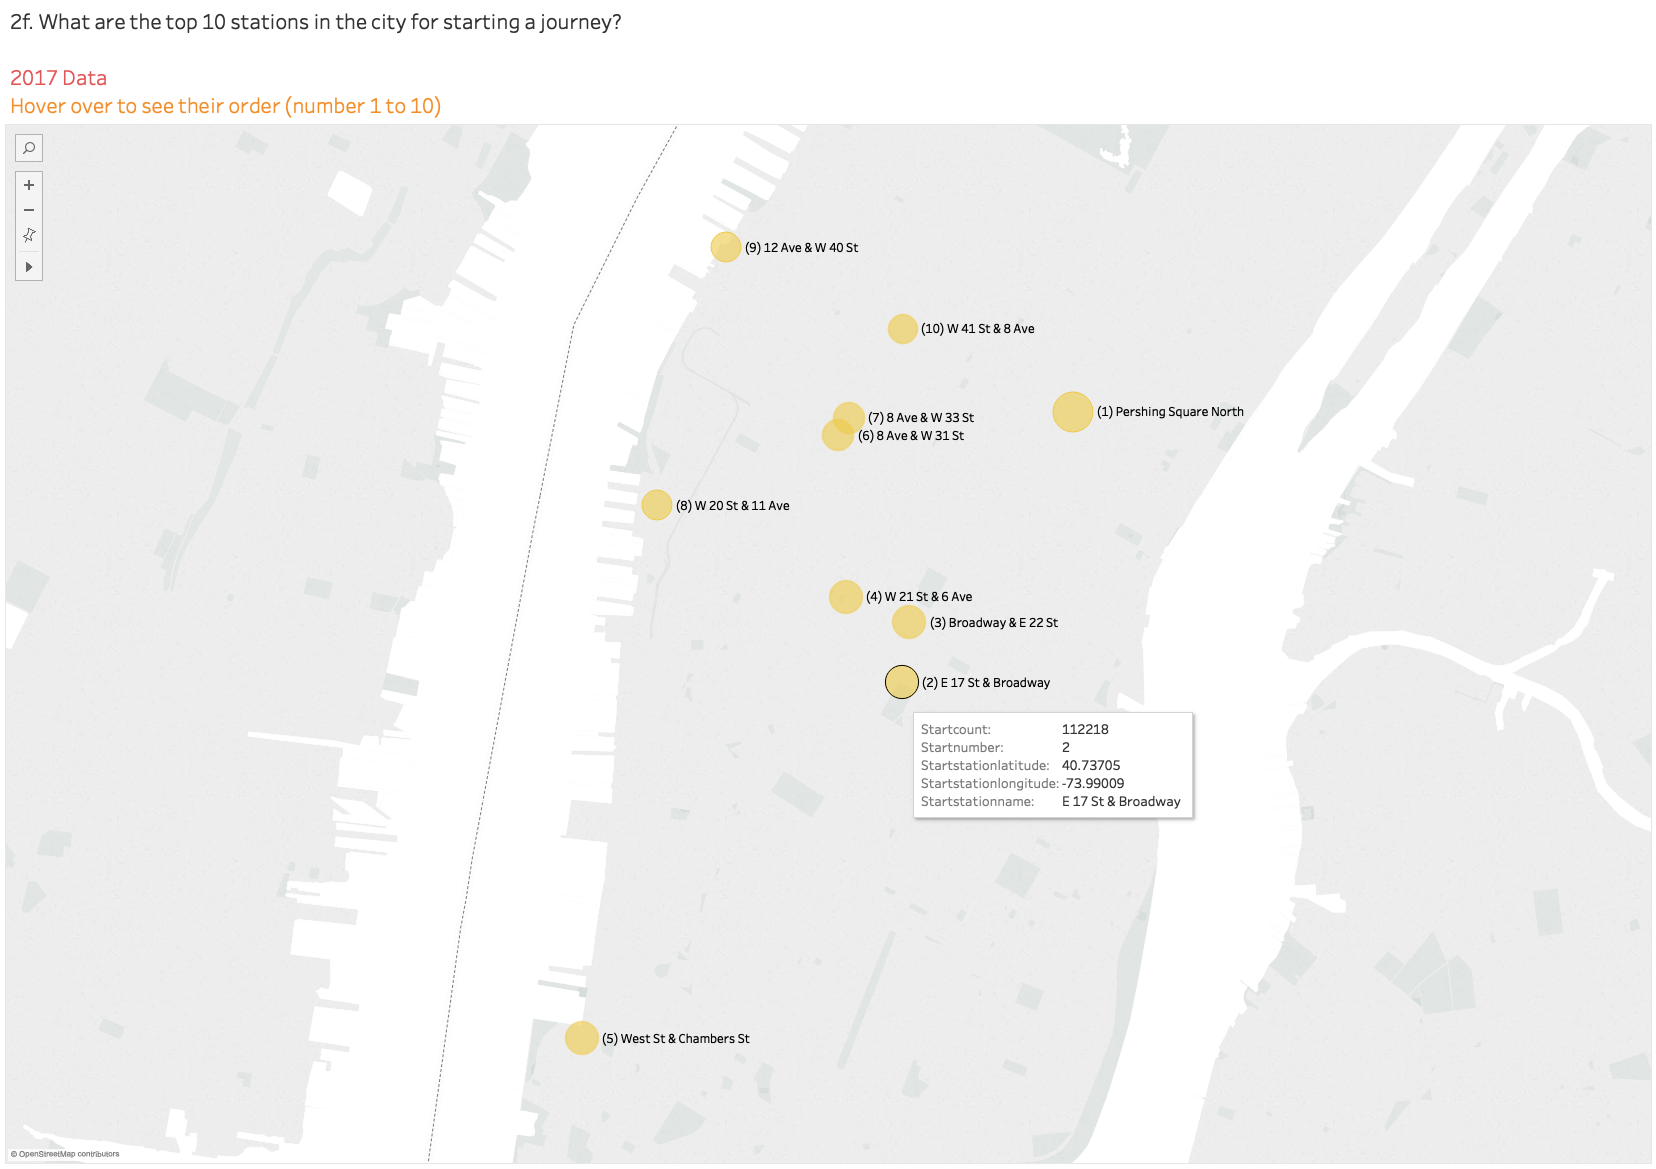 2f. What are the top 10 stations in the city for starting a journey?
2017 Data
Hover over to see their order (number 1 to 10)
(9) 12 Ave & W 40 St
(10) W 41 St & 8 Ave
(1) Pershing Square North
(7) 8 Ave & W 33 St
(6) 8 Ave & W 31 St
(8) W 20 St & 11 Ave
(4) W 21 St & 6 Ave
(3) Broadway & E 22 St
(2) E 17 St & Broadway
Startcount: 112218
Startnumber: 2
Startstationlatitude: 40.73705
Startstationlongitude: -73.99009
Startstationname: E 17 St & Broadway
(5) West St & Chambers St
© OpenStreetMap contributors